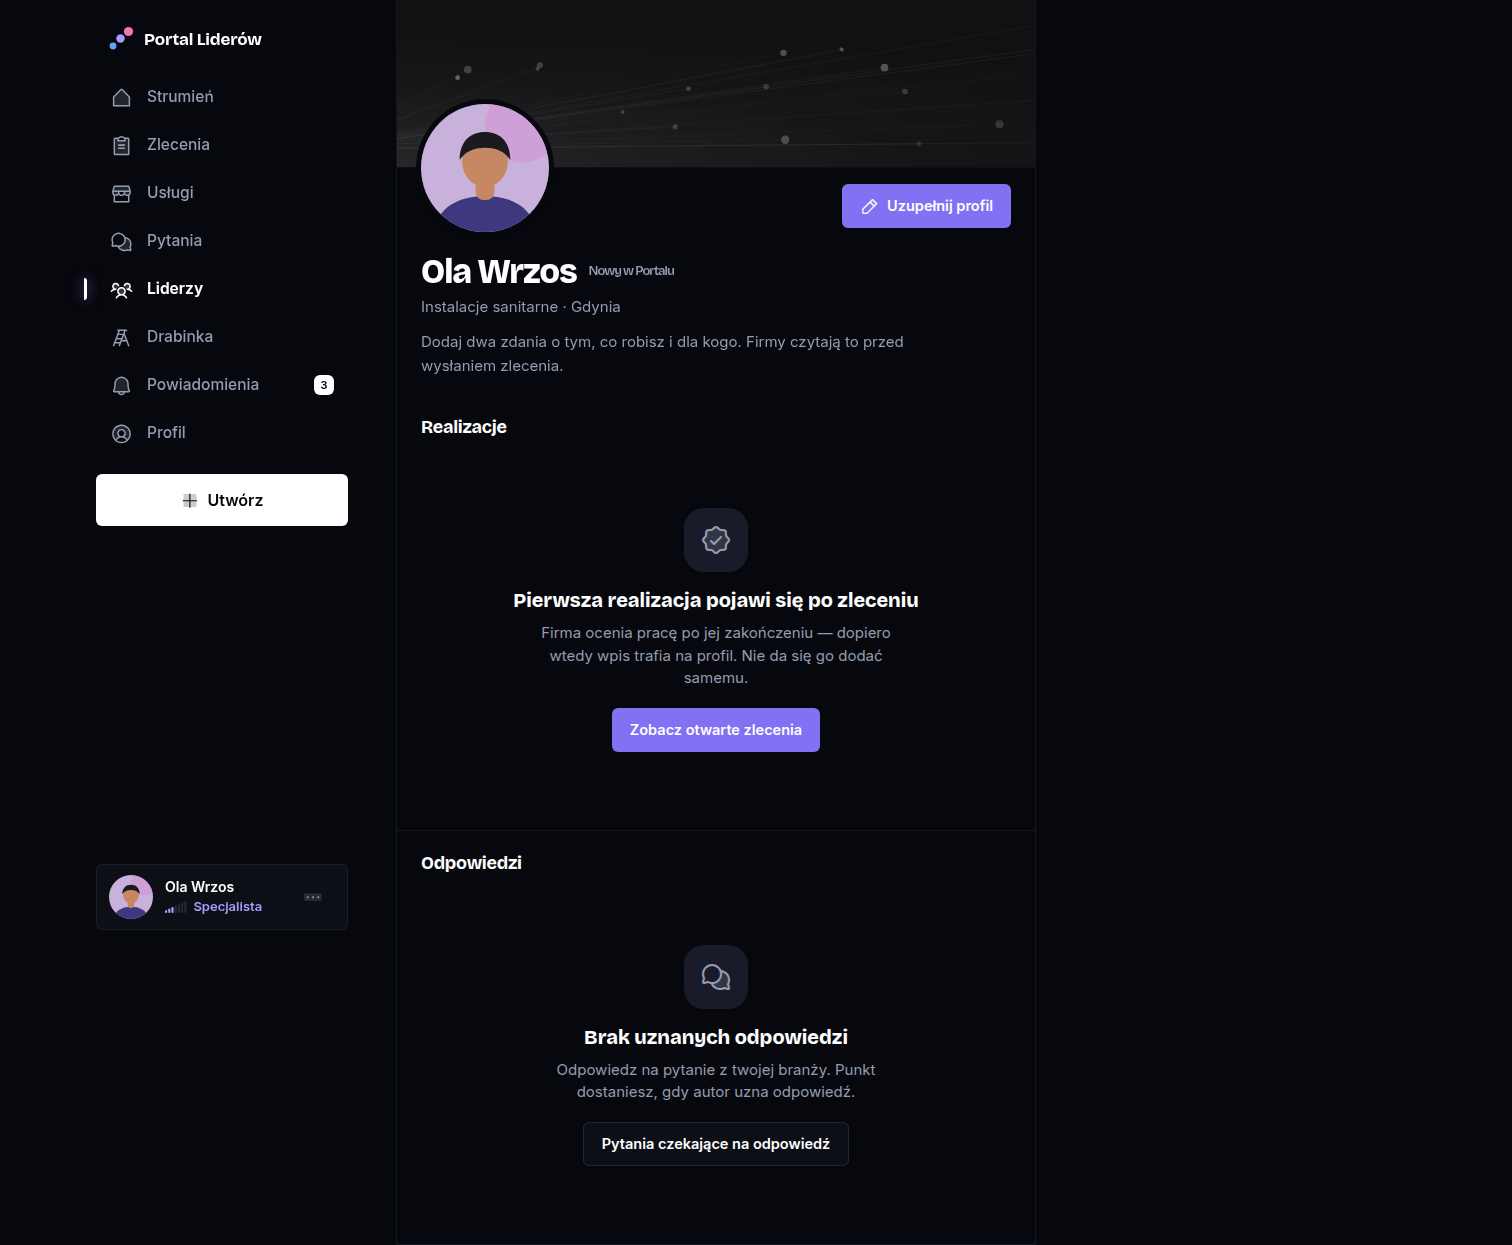 Portal Liderów
Strumień
Zlecenia
Usługi
Pytania
Liderzy
Drabinka
Powiadomienia 3
Profil
Utwórz
Ola Wrzos
Specjalista
Uzupełnij profil
Ola Wrzos Nowy w Portalu
Instalacje sanitarne · Gdynia
Dodaj dwa zdania o tym, co robisz i dla kogo. Firmy czytają to przed
wysłaniem zlecenia.
Realizacje
Pierwsza realizacja pojawi się po zleceniu
Firma ocenia pracę po jej zakończeniu — dopiero
wtedy wpis trafia na profil. Nie da się go dodać
samemu.
Zobacz otwarte zlecenia
Odpowiedzi
Brak uznanych odpowiedzi
Odpowiedz na pytanie z twojej branży. Punkt
dostaniesz, gdy autor uzna odpowiedź.
Pytania czekające na odpowiedź